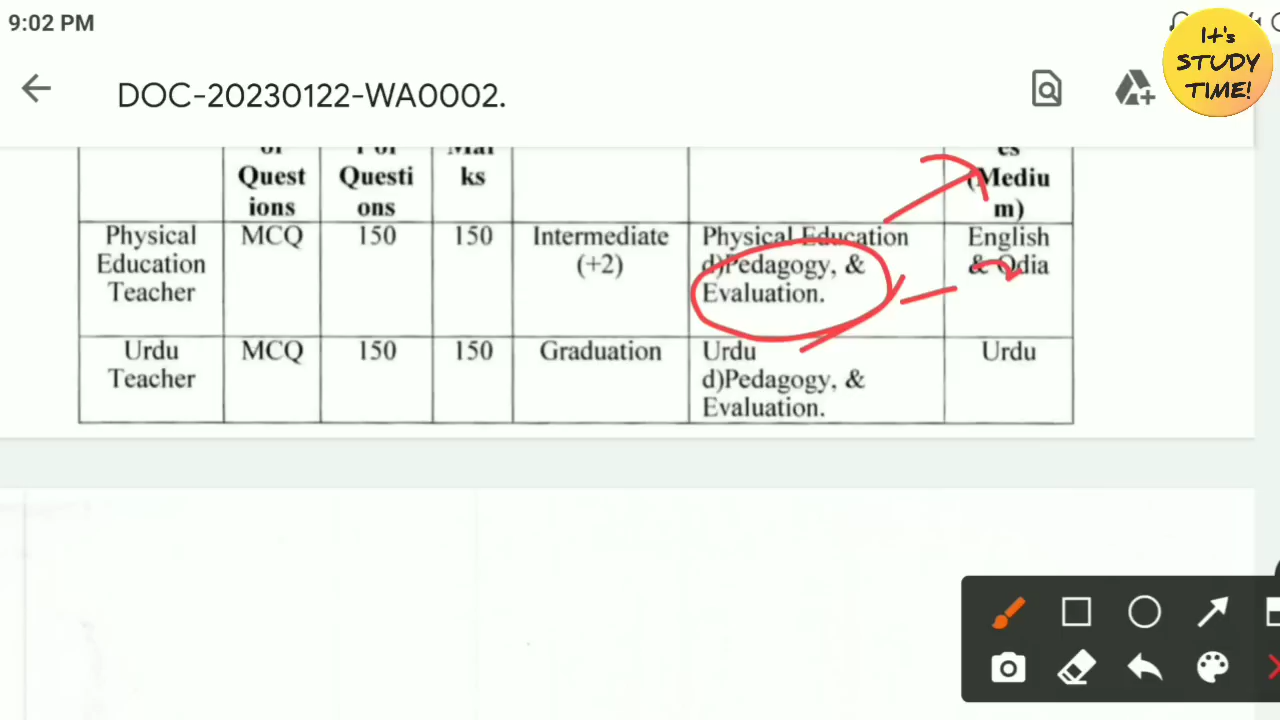 9:02 PM
It's
STUDY
TIME!
DOC-20230122-WA0002.
Quest Questi ks (Mediu
ions ons m)
Physical MCQ 150 150 Intermediate Physical Education English
Education (+2) d)Pedagogy, & & Odia
Teacher Evaluation.
Urdu MCQ 150 150 Graduation Urdu Urdu
Teacher d)Pedagogy, &
Evaluation.